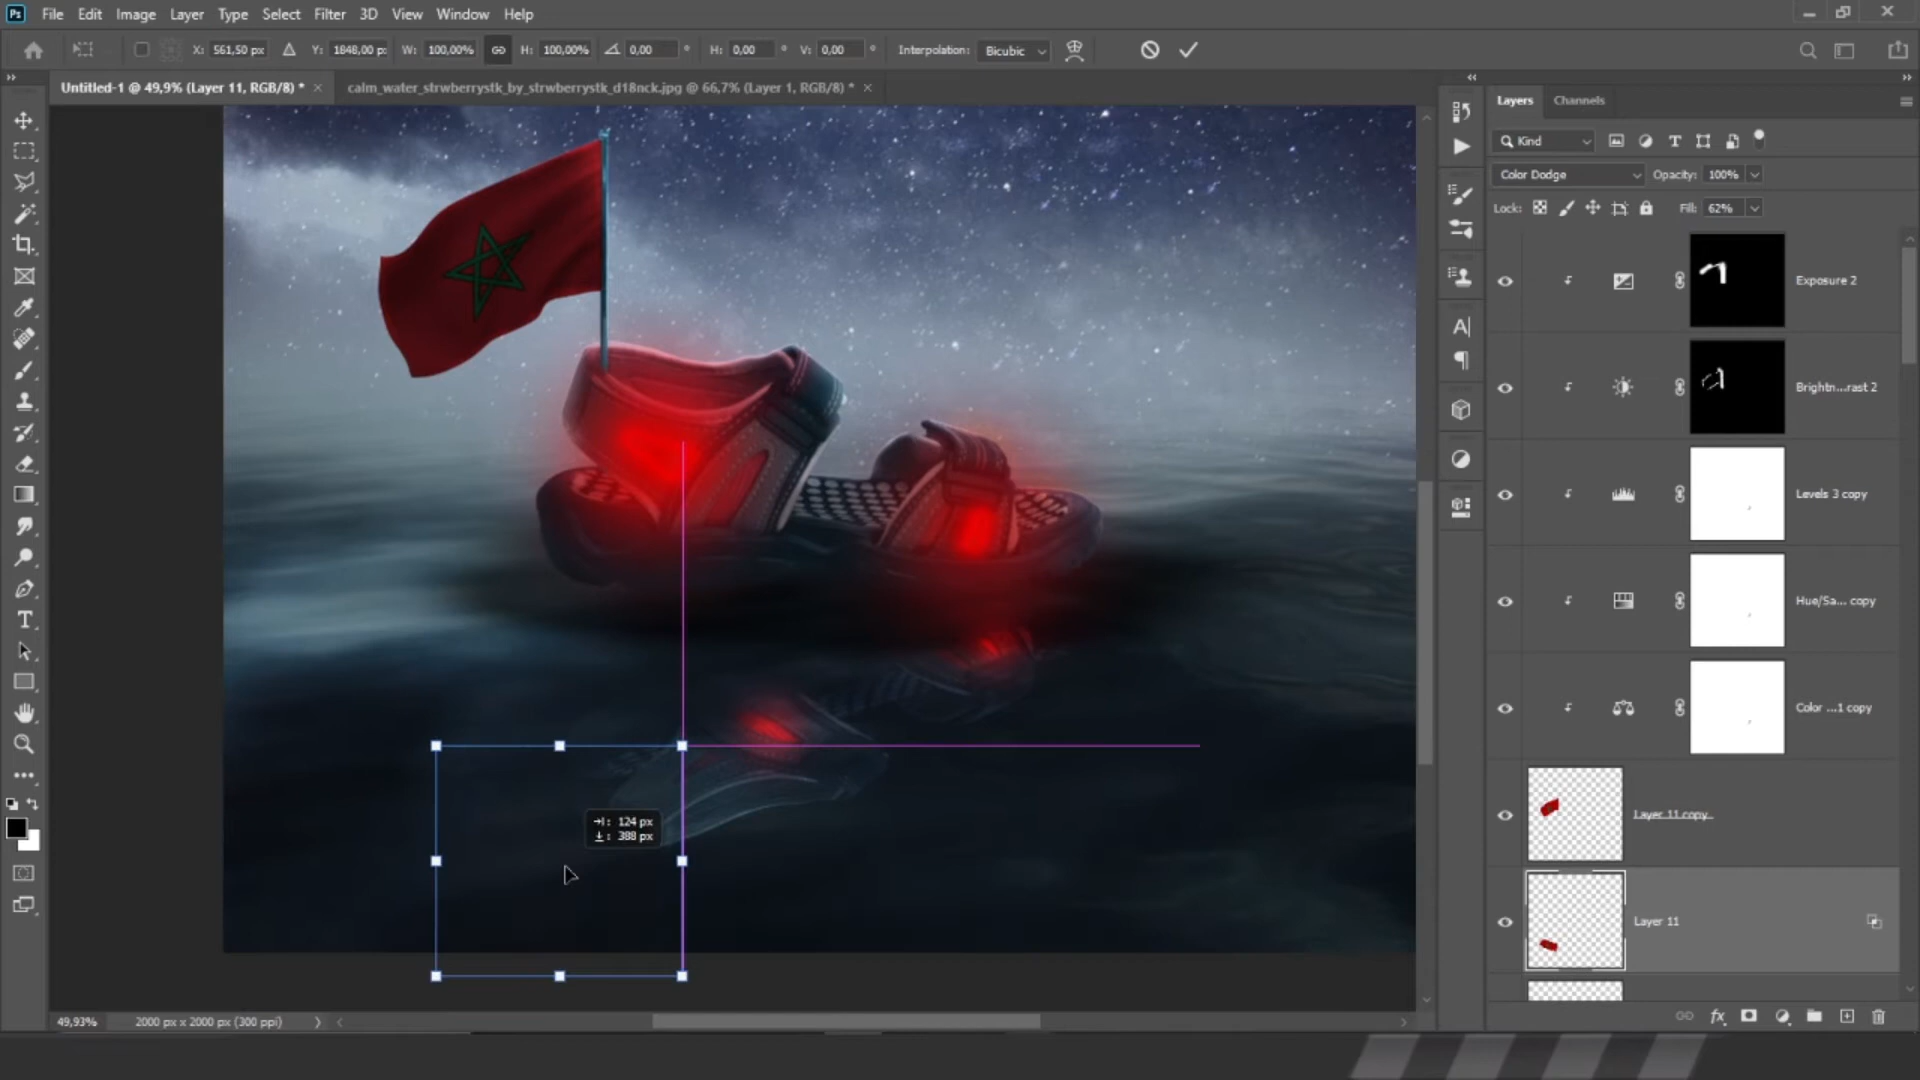 Ps File Edit Image Layer Type Select Filter 3D View Window Help
X: 561,50 px Y: 1848,00 p: W: 100,00% H: 100,00% 0,00 ° H: 0,00 ° V: 0,00 ° Interpolation: Bicubic
Untitled-1 @ 49,9% (Layer 11, RGB/8) * × calm_water_strwberrystk_by_strwberrystk_d18nck.jpg @ 66,7% (Layer 1, RGB/8) * ×
Layers Channels
Kind
Color Dodge Opacity: 100%
Lock: Fill: 62%
Exposure 2
Brightn...rast 2
Levels 3 copy
Hue/Sa... copy
Color ...1 copy
Layer 11 copy
Layer 11
: 124 px
: 388 px
49,93% 2000 px x 2000 px (300 ppi)
fx